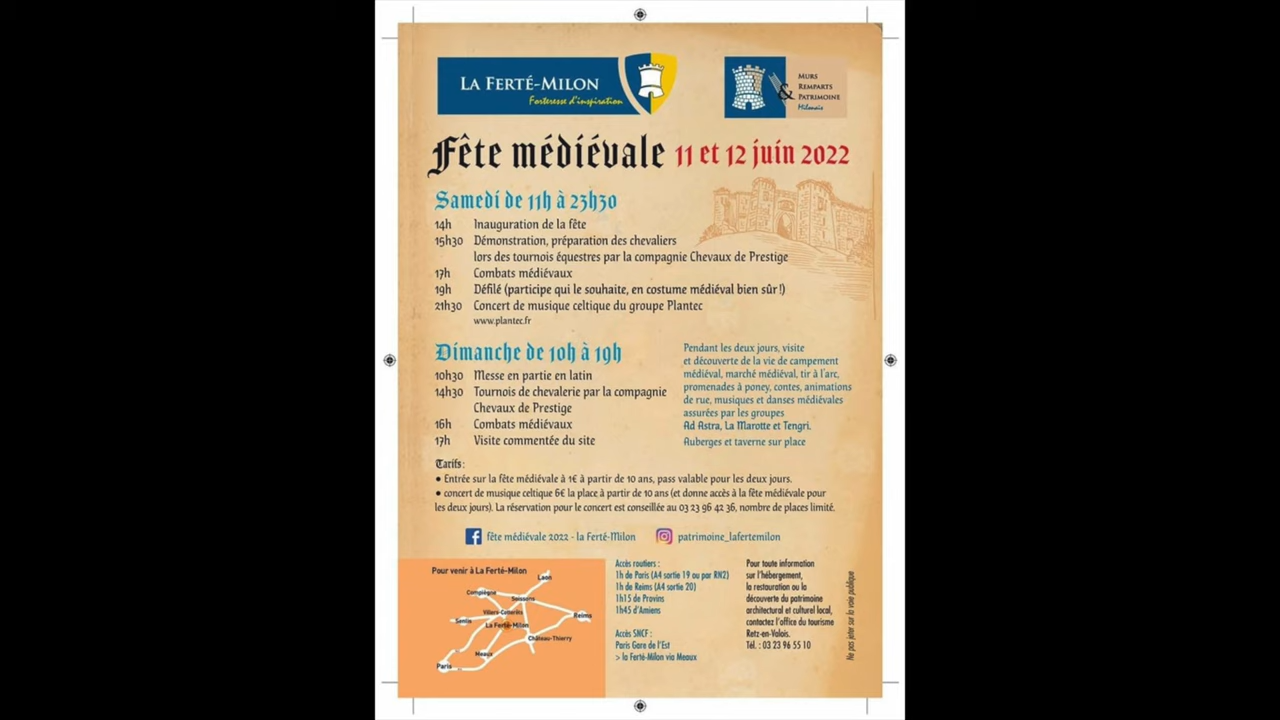 LA FERTÉ-MILON
Forteresse d'inspiration
MURS
REMPARTS
& PATRIMOINE
Milonais
Fête médiévale 11 et 12 juin 2022
Samedi de 11h à 23h30
14h Inauguration de la fête
15h30 Démonstration, préparation des chevaliers
lors des tournois équestres par la compagnie Chevaux de Prestige
17h Combats médiévaux
19h Défilé (participe qui le souhaite, en costume médiéval bien sûr !)
21h30 Concert de musique celtique du groupe Plantec
www.plantec.fr
Dimanche de 10h à 19h
10h30 Messe en partie en latin
14h30 Tournois de chevalerie par la compagnie
Chevaux de Prestige
16h Combats médiévaux
17h Visite commentée du site
Pendant les deux jours, visite
et découverte de la vie de campement
médiéval, marché médiéval, tir à l'arc,
promenades à poney, contes, animations
de rue, musiques et danses médiévales
assurées par les groupes
Ad Astra, La Marotte et Tengri.
Auberges et taverne sur place
Tarifs :
• Entrée sur la fête médiévale à 1€ à partir de 10 ans, pass valable pour les deux jours.
• concert de musique celtique 6€ la place à partir de 10 ans (et donne accès à la fête médiévale pour
les deux jours). La réservation pour le concert est conseillée au 03 23 96 42 36, nombre de places limité.
fête médiévale 2022 - la Ferté-Milon
patrimoine_lafertemilon
Pour venir à La Ferté-Milon
Laon
Compiègne
Soissons
Villers-Cotterêts
Senlis
La Ferté-Milon
Reims
Château-Thierry
Meaux
Paris
Accès routiers :
1h de Paris (A4 sortie 19 ou par RN2)
1h de Reims (A4 sortie 20)
1h15 de Provins
1h45 d'Amiens
Accès SNCF :
Paris Gare de l'Est
> la Ferté-Milon via Meaux
Pour toute information
sur l'hébergement,
la restauration ou la
découverte du patrimoine
architectural et culturel local,
contactez l'office du tourisme
Retz-en-Valois.
Tél. : 03 23 96 55 10
Ne pas jeter sur la voie publique